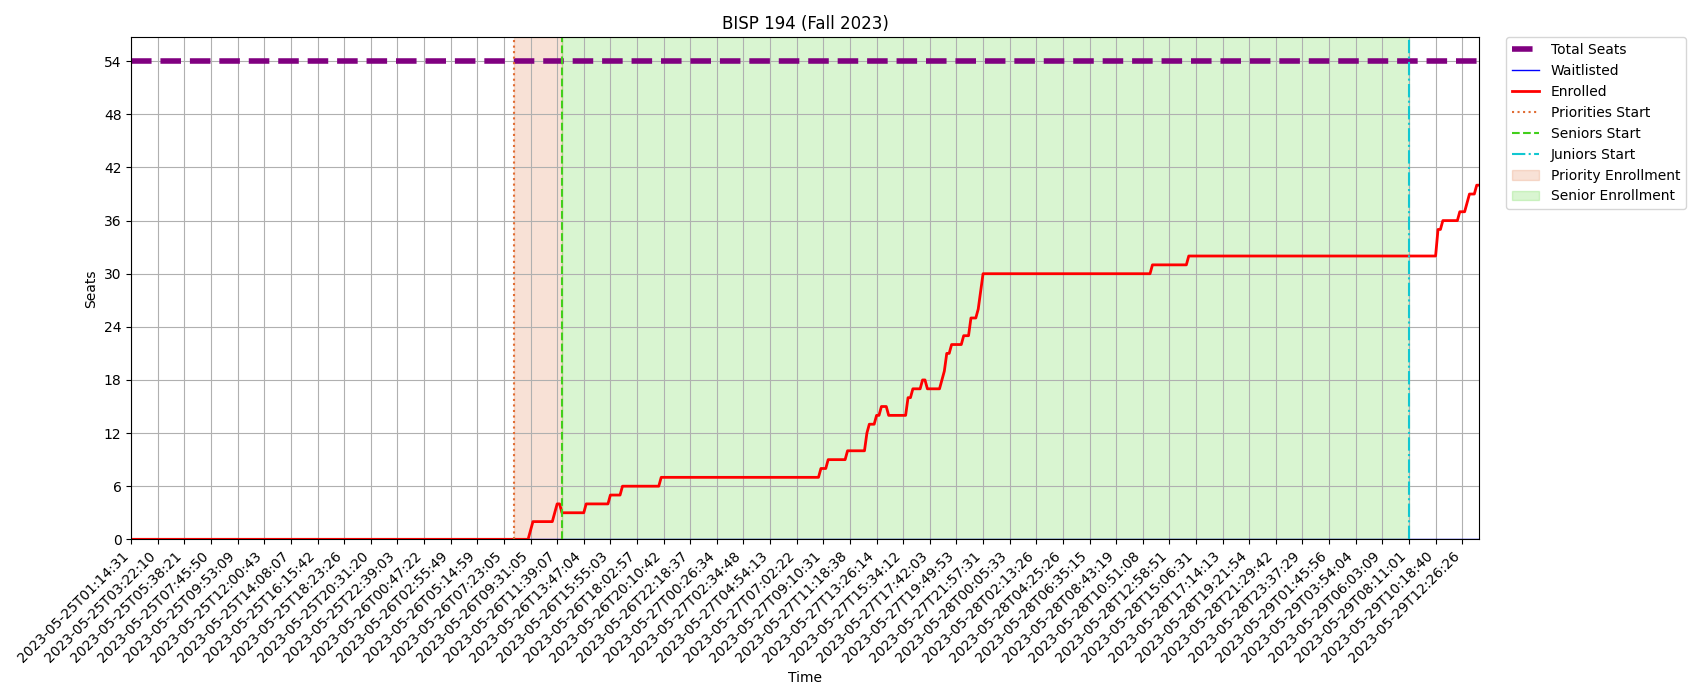 BISP 194 (Fall 2023)
Seats
54
48
42
36
30
24
18
12
6
0
2023-05-25T01:14:31
2023-05-25T03:22:10
2023-05-25T05:38:21
2023-05-25T07:45:50
2023-05-25T09:53:09
2023-05-25T12:00:43
2023-05-25T14:08:07
2023-05-25T16:15:42
2023-05-25T18:23:26
2023-05-25T20:31:20
2023-05-25T22:39:03
2023-05-26T00:47:22
2023-05-26T02:55:49
2023-05-26T05:14:59
2023-05-26T07:23:05
2023-05-26T09:31:05
2023-05-26T11:39:07
2023-05-26T13:47:04
2023-05-26T15:55:03
2023-05-26T18:02:57
2023-05-26T20:10:42
2023-05-26T22:18:37
2023-05-27T00:26:34
2023-05-27T02:34:48
2023-05-27T04:54:13
2023-05-27T07:02:22
2023-05-27T09:10:31
2023-05-27T11:18:38
2023-05-27T13:26:14
2023-05-27T15:34:12
2023-05-27T17:42:03
2023-05-27T19:49:53
2023-05-27T21:57:31
2023-05-28T00:05:33
2023-05-28T02:13:26
2023-05-28T04:25:26
2023-05-28T06:35:15
2023-05-28T08:43:19
2023-05-28T10:51:08
2023-05-28T12:58:51
2023-05-28T15:06:31
2023-05-28T17:14:13
2023-05-28T19:21:54
2023-05-28T21:29:42
2023-05-28T23:37:29
2023-05-29T01:45:56
2023-05-29T03:54:04
2023-05-29T06:03:09
2023-05-29T08:11:01
2023-05-29T10:18:40
2023-05-29T12:26:26
Time
Total Seats
Waitlisted
Enrolled
Priorities Start
Seniors Start
Juniors Start
Priority Enrollment
Senior Enrollment